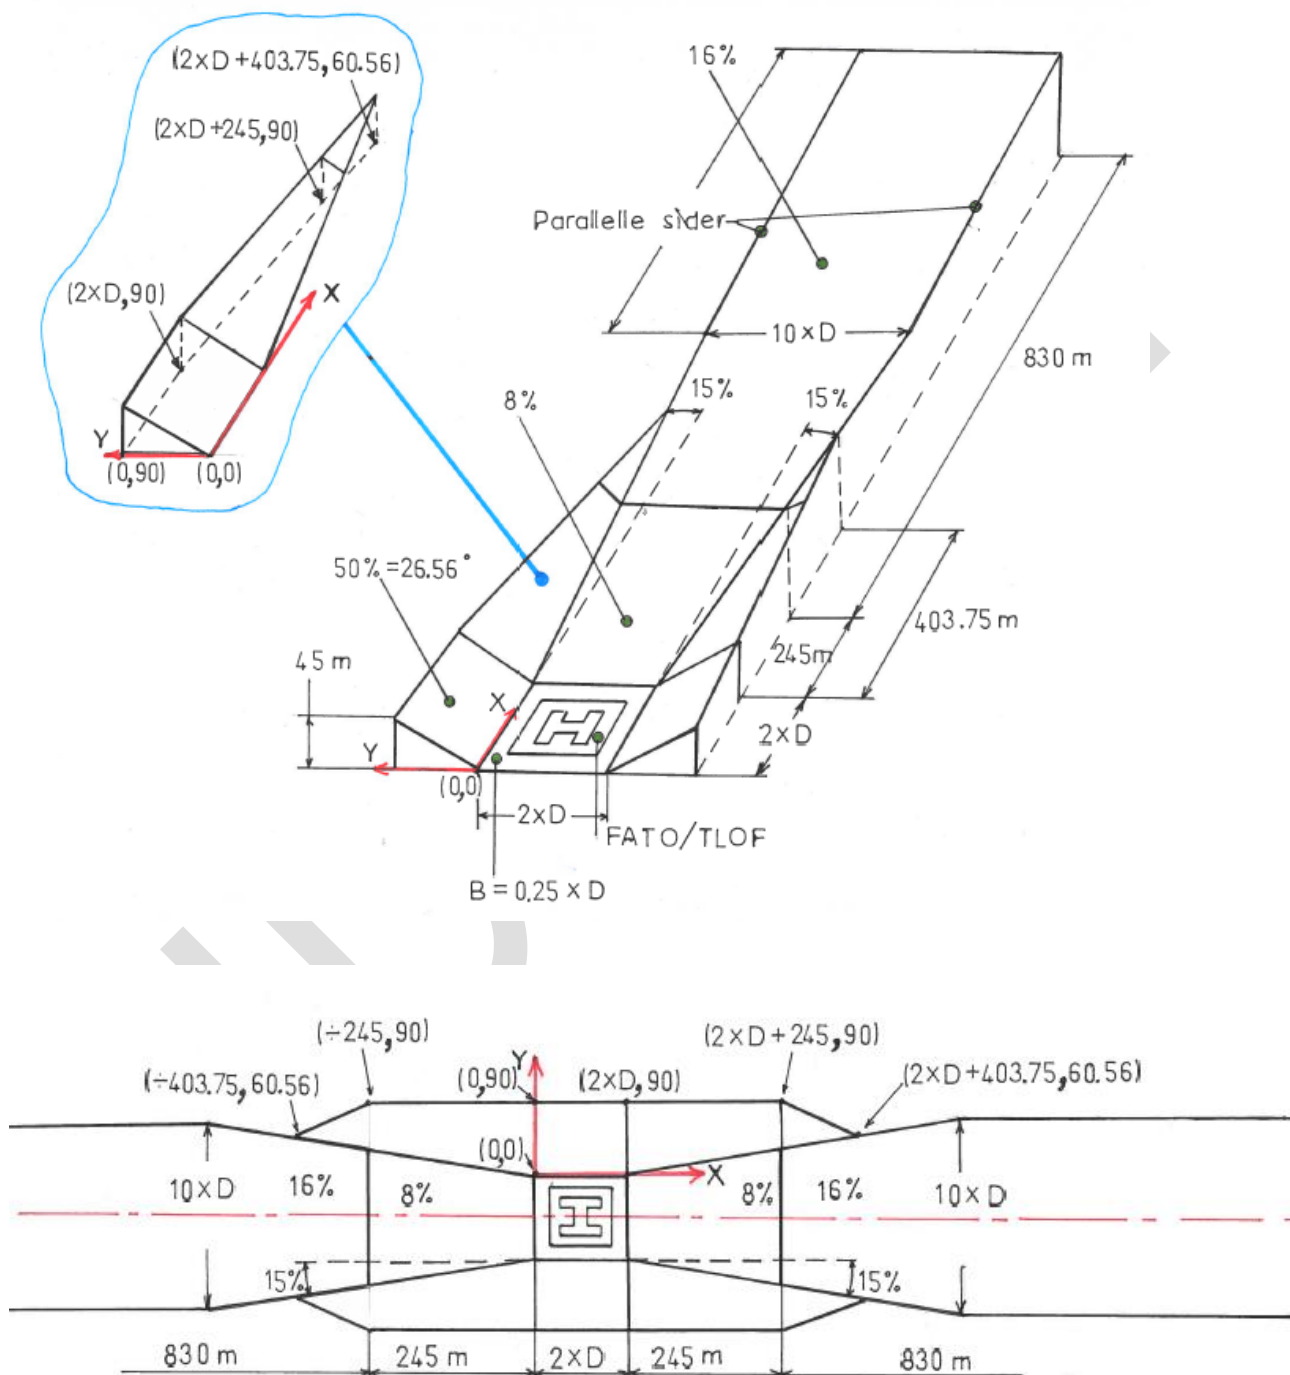 (2×D+403.75,60.56)
16%
(2×D+245,90)
Parallelle sider
(2×D,90)
X
10×D
830 m
15%
15%
8%
Y
(0,90)
(0,0)
50%=26.56°
403.75 m
245m
45 m
X
2×D
Y
(0,0)
2×D
FATO/TLOF
B=0.25×D
(÷245,90)
(2×D+245,90)
Y
(÷403.75,60.56)
(0,90)
(2×D,90)
(2×D+403.75,60.56)
(0,0)
X
10×D
16%
8%
H
8%
16%
10×D
15%
15%
830 m
245 m
2×D
245 m
830 m